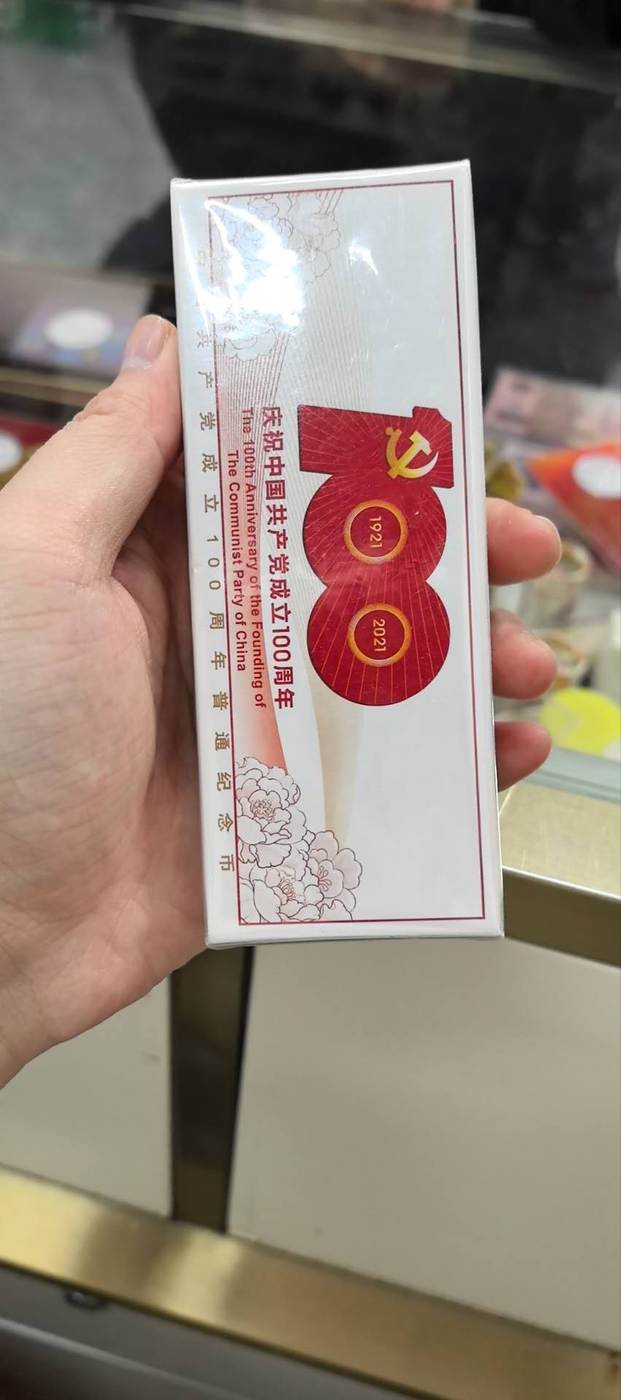 1921
2021
庆祝中国共产党成立100周年
The 100th Anniversary of the Founding of
The Communist Party of China
共产党成立100周年普通纪念币